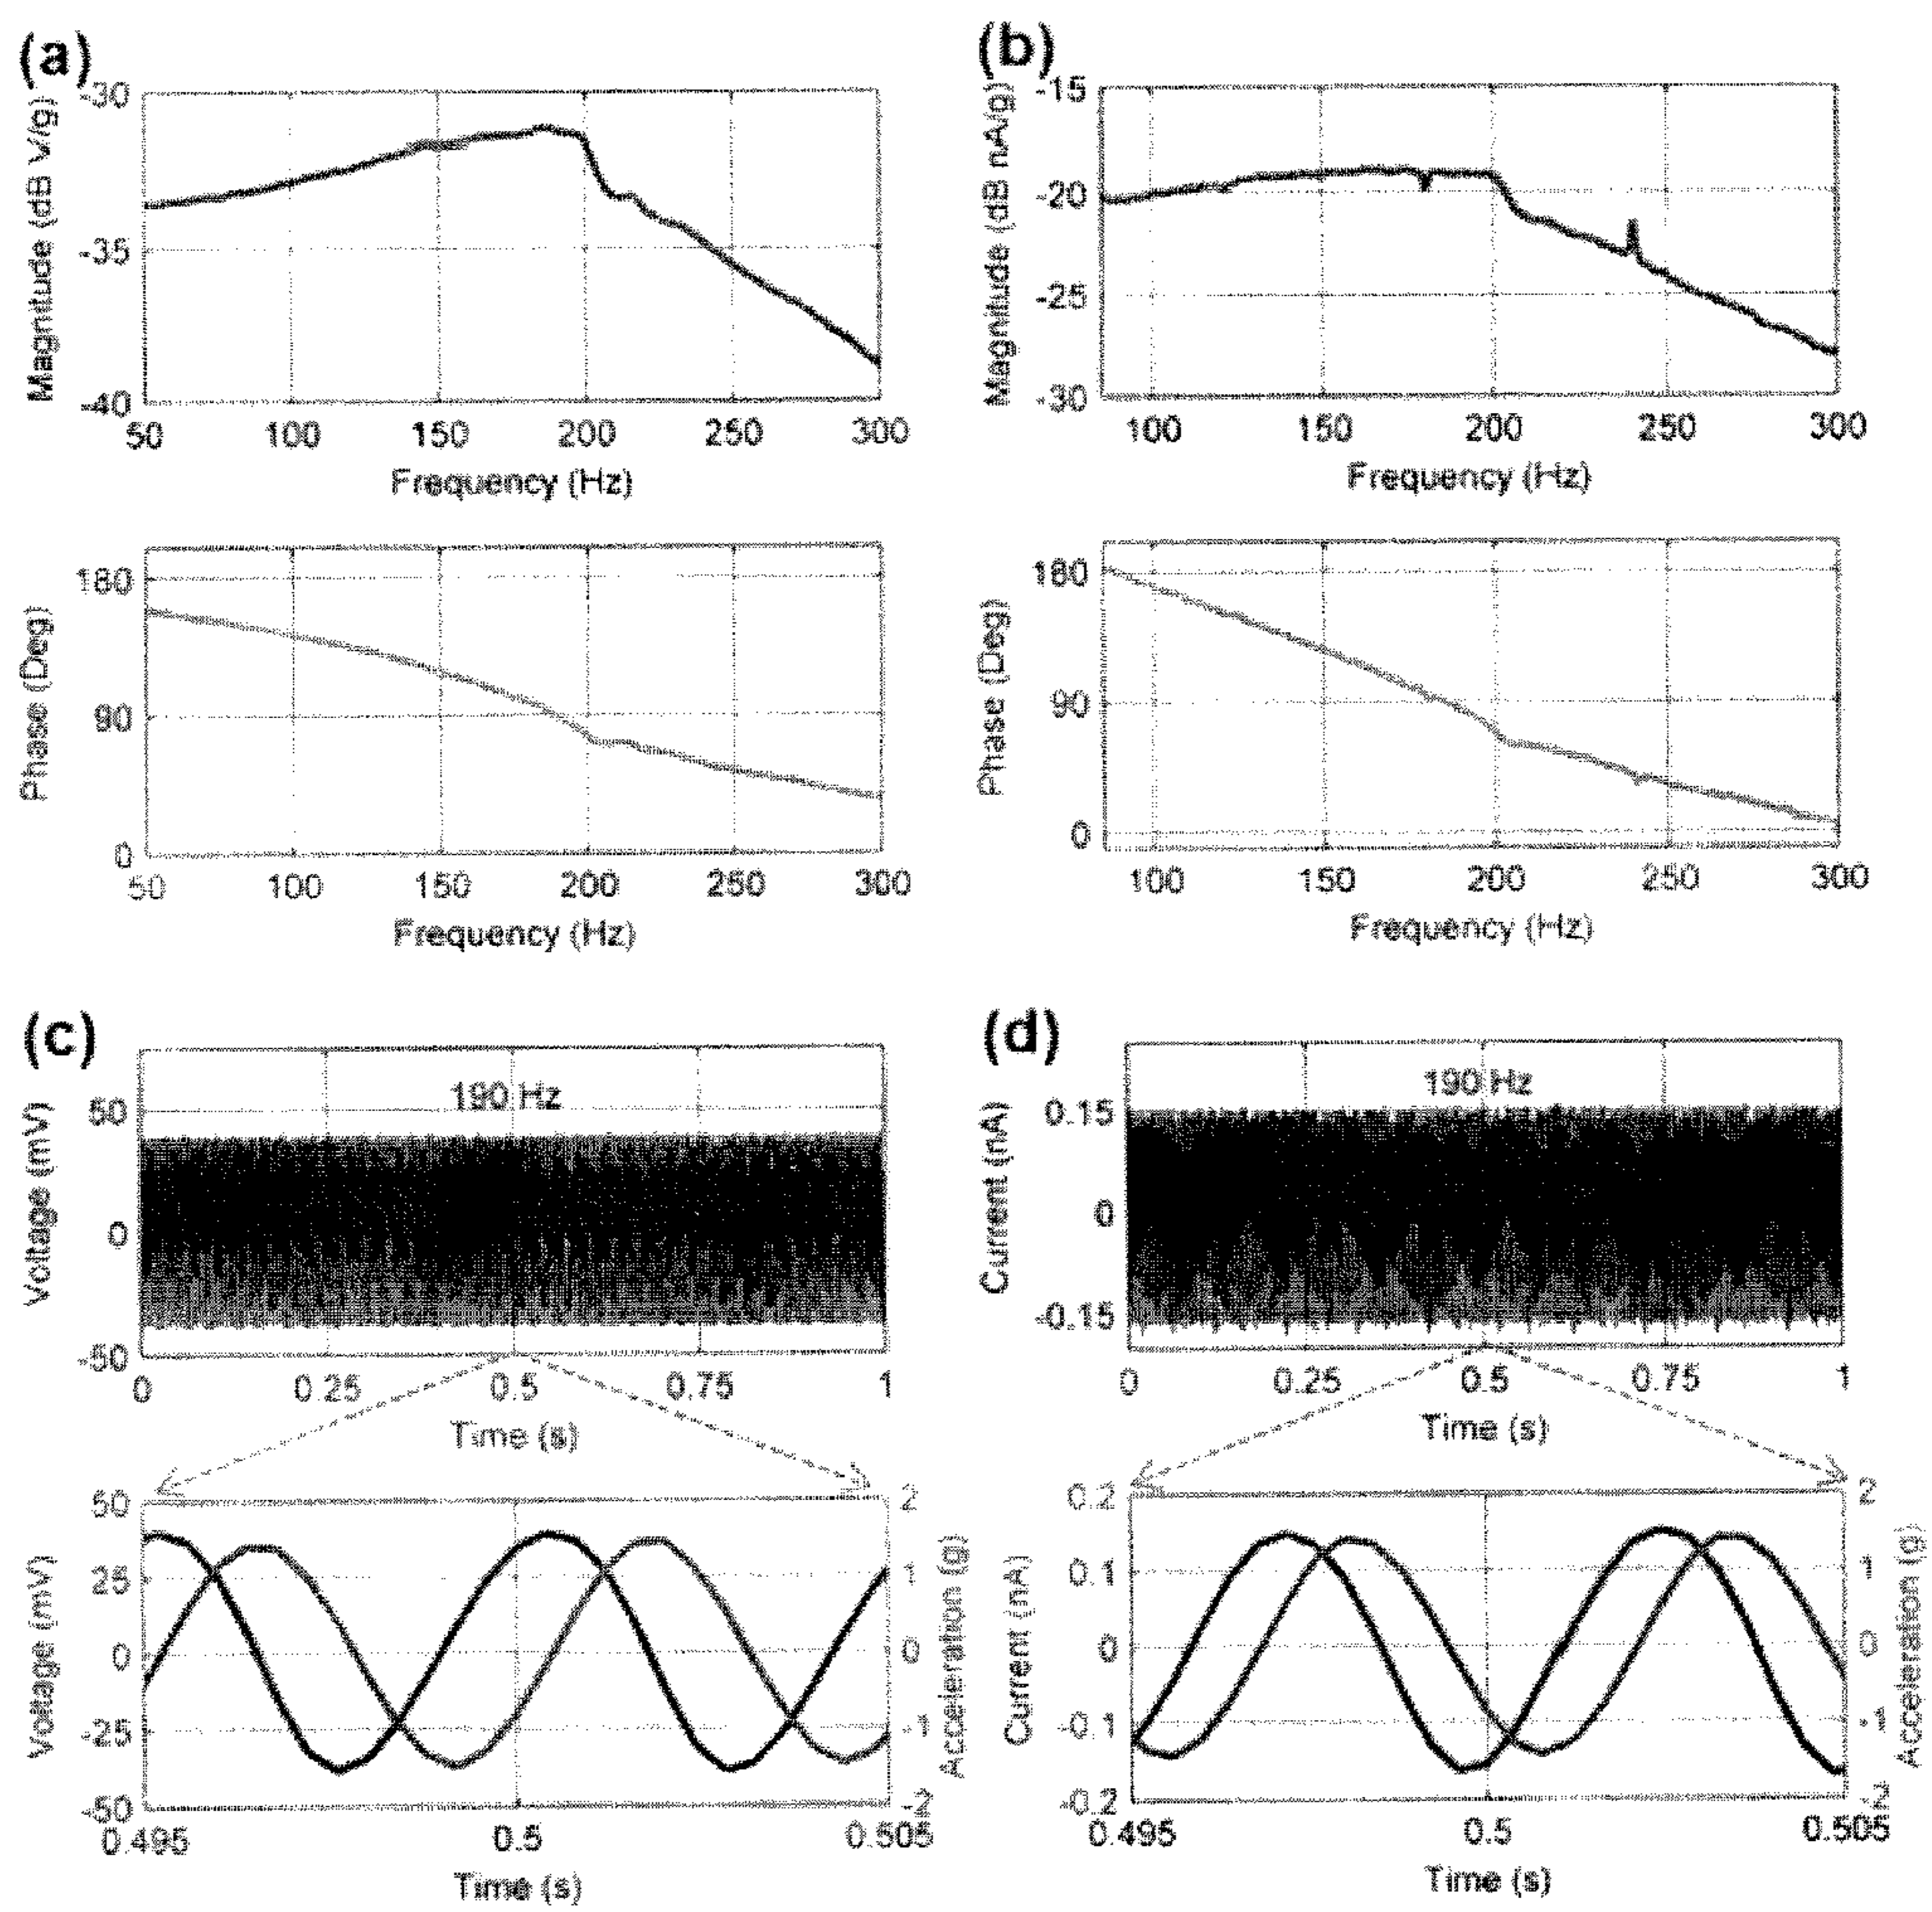 (a)
-30
-35
-40
Magnitude (dB V/g)
50 100 150 200 250 300
Frequency (Hz)
(b)
-15
-20
-25
-30
Magnitude (dB nA/g)
100 150 200 250 300
Frequency (Hz)
180
90
0
Phase (Deg)
50 100 150 200 250 300
Frequency (Hz)
180
90
0
Phase (Deg)
100 150 200 250 300
Frequency (Hz)
(c)
190 Hz
50
0
-50
Voltage (mV)
0 0.25 0.5 0.75 1
Time (s)
(d)
190 Hz
0.15
0
-0.15
Current (nA)
0 0.25 0.5 0.75 1
Time (s)
50
25
0
-25
-50
Voltage (mV)
2
1
0
-1
-2
Acceleration (g)
0.495 0.5 0.505
Time (s)
0.2
0.1
0
-0.1
-0.2
Current (nA)
2
1
0
-1
-2
Acceleration (g)
0.495 0.5 0.505
Time (s)